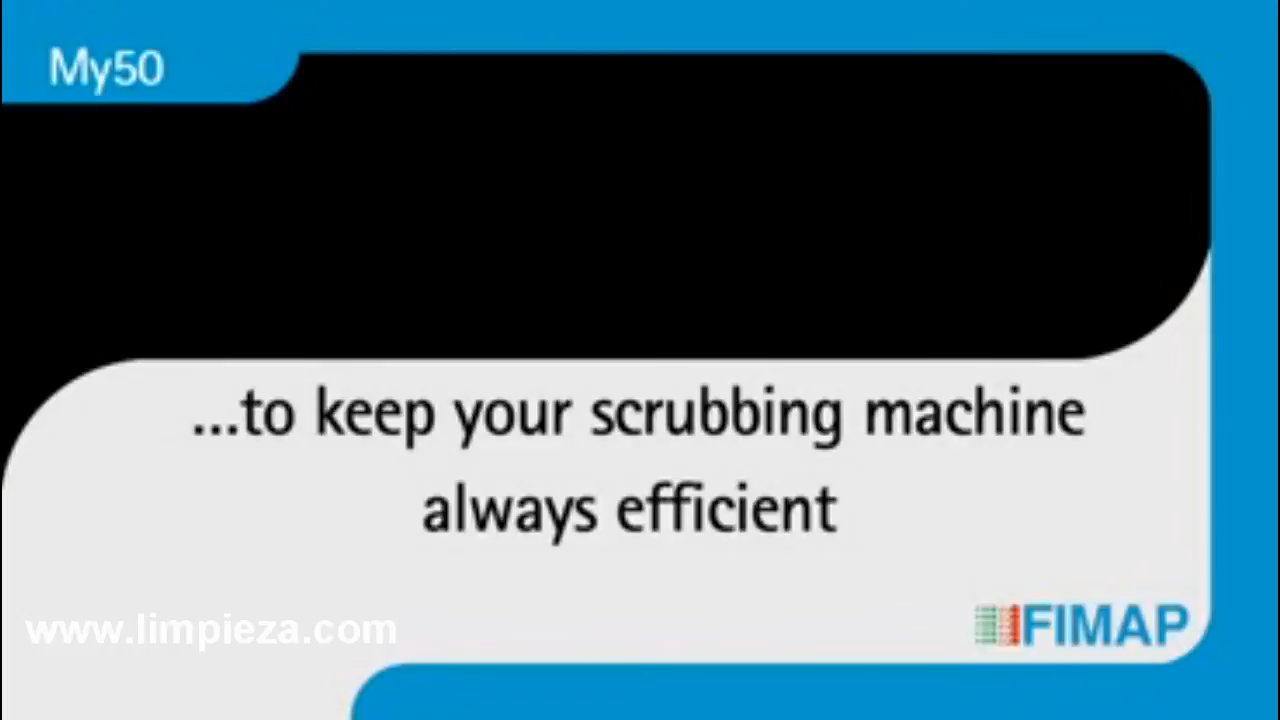 My50
...to keep your scrubbing machine
always efficient
www.limpieza.com
FIMAP